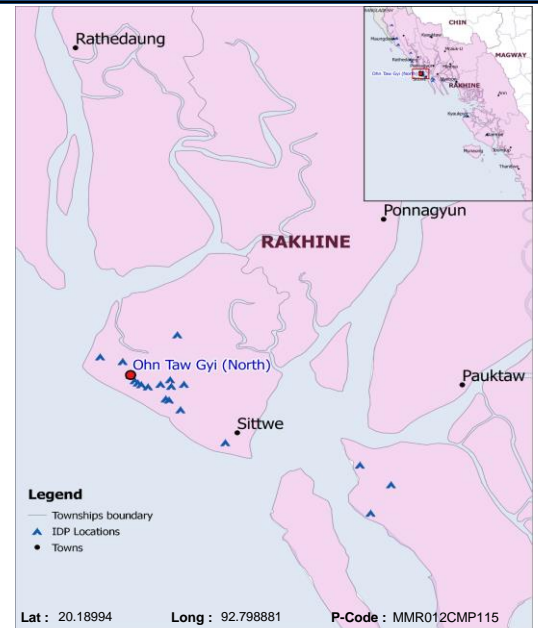 Rathedaung
CHIN
MAGWAY
RAKHINE
Ponnagyun
RAKHINE
Ohn Taw Gyi (North)
Pauktaw
Sittwe
Legend
Townships boundary
IDP Locations
Towns
Lat : 20.18994 Long : 92.798881 P-Code : MMR012CMP115